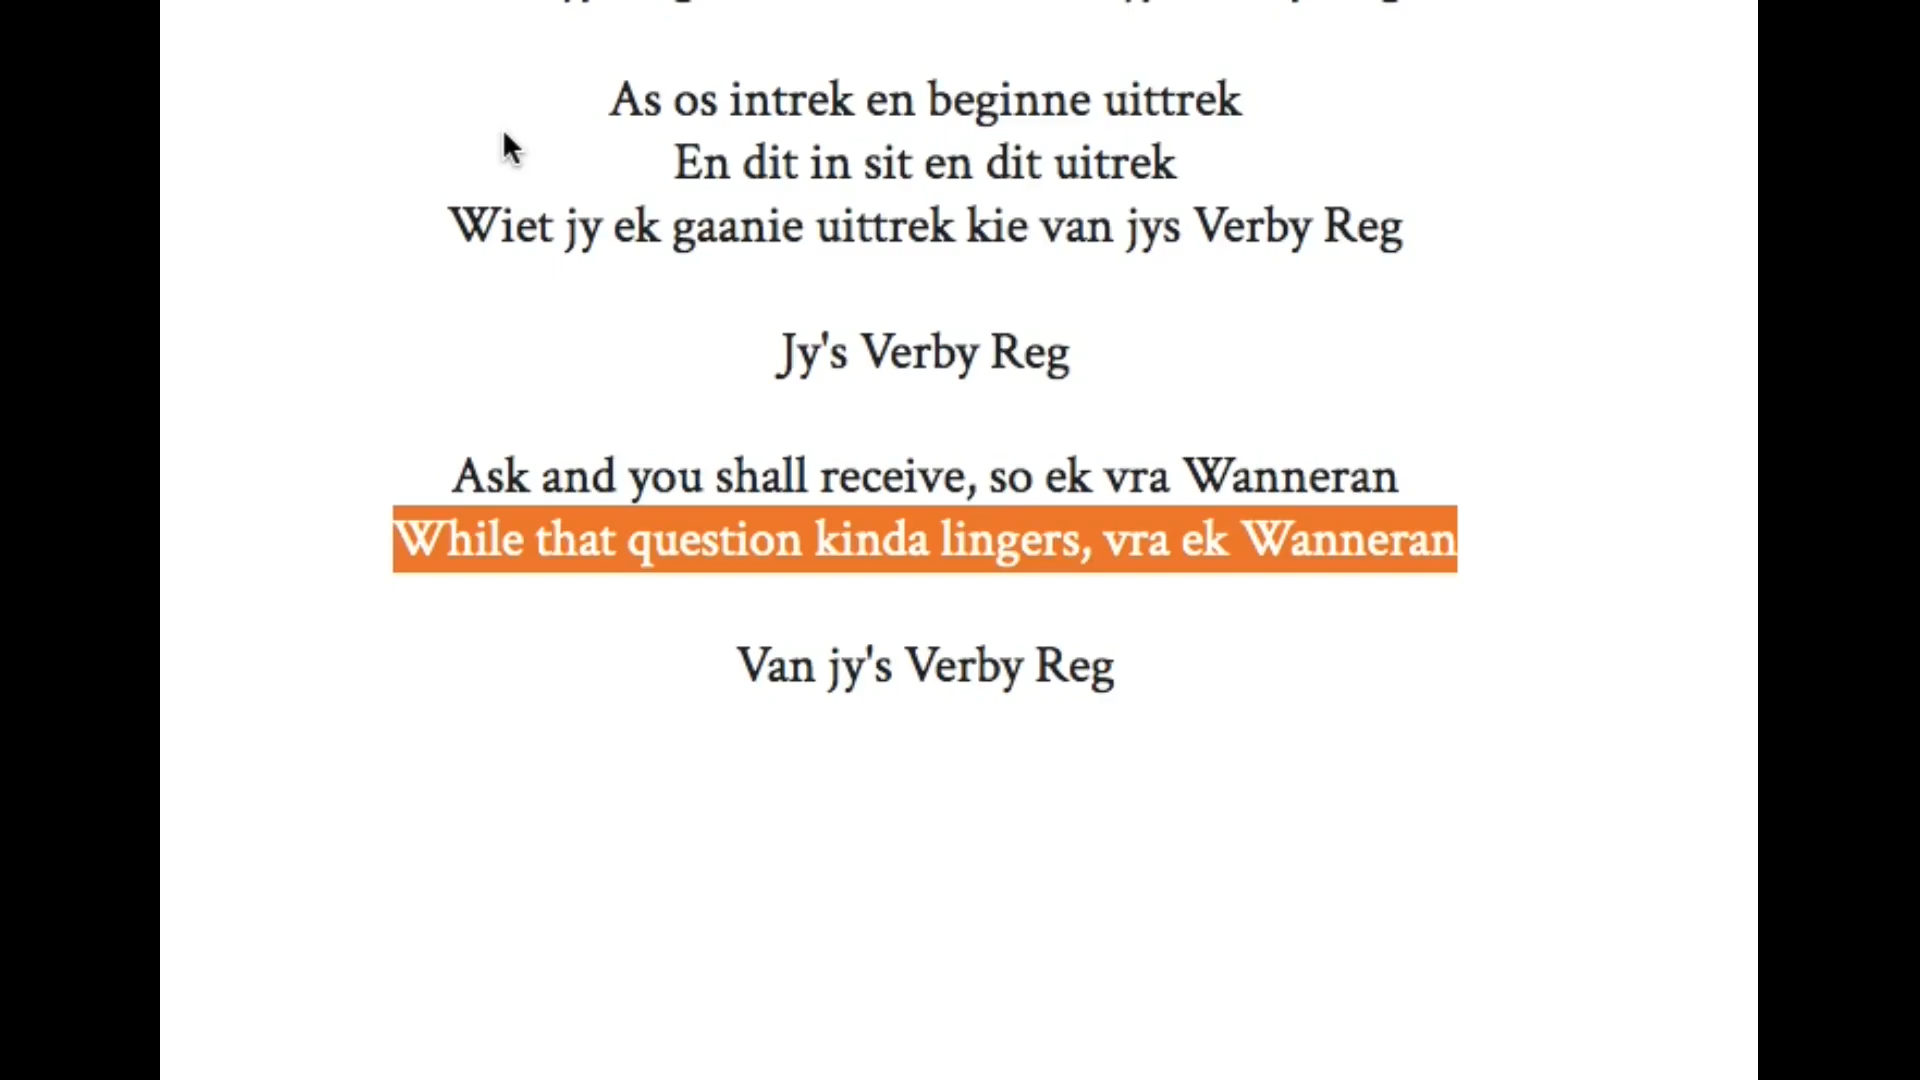 As os intrek en beginne uittrek
En dit in sit en dit uitrek
Wiet jy ek gaanie uittrek kie van jys Verby Reg
Jy's Verby Reg
Ask and you shall receive, so ek vra Wanneran
While that question kinda lingers, vra ek Wanneran
Van jy's Verby Reg